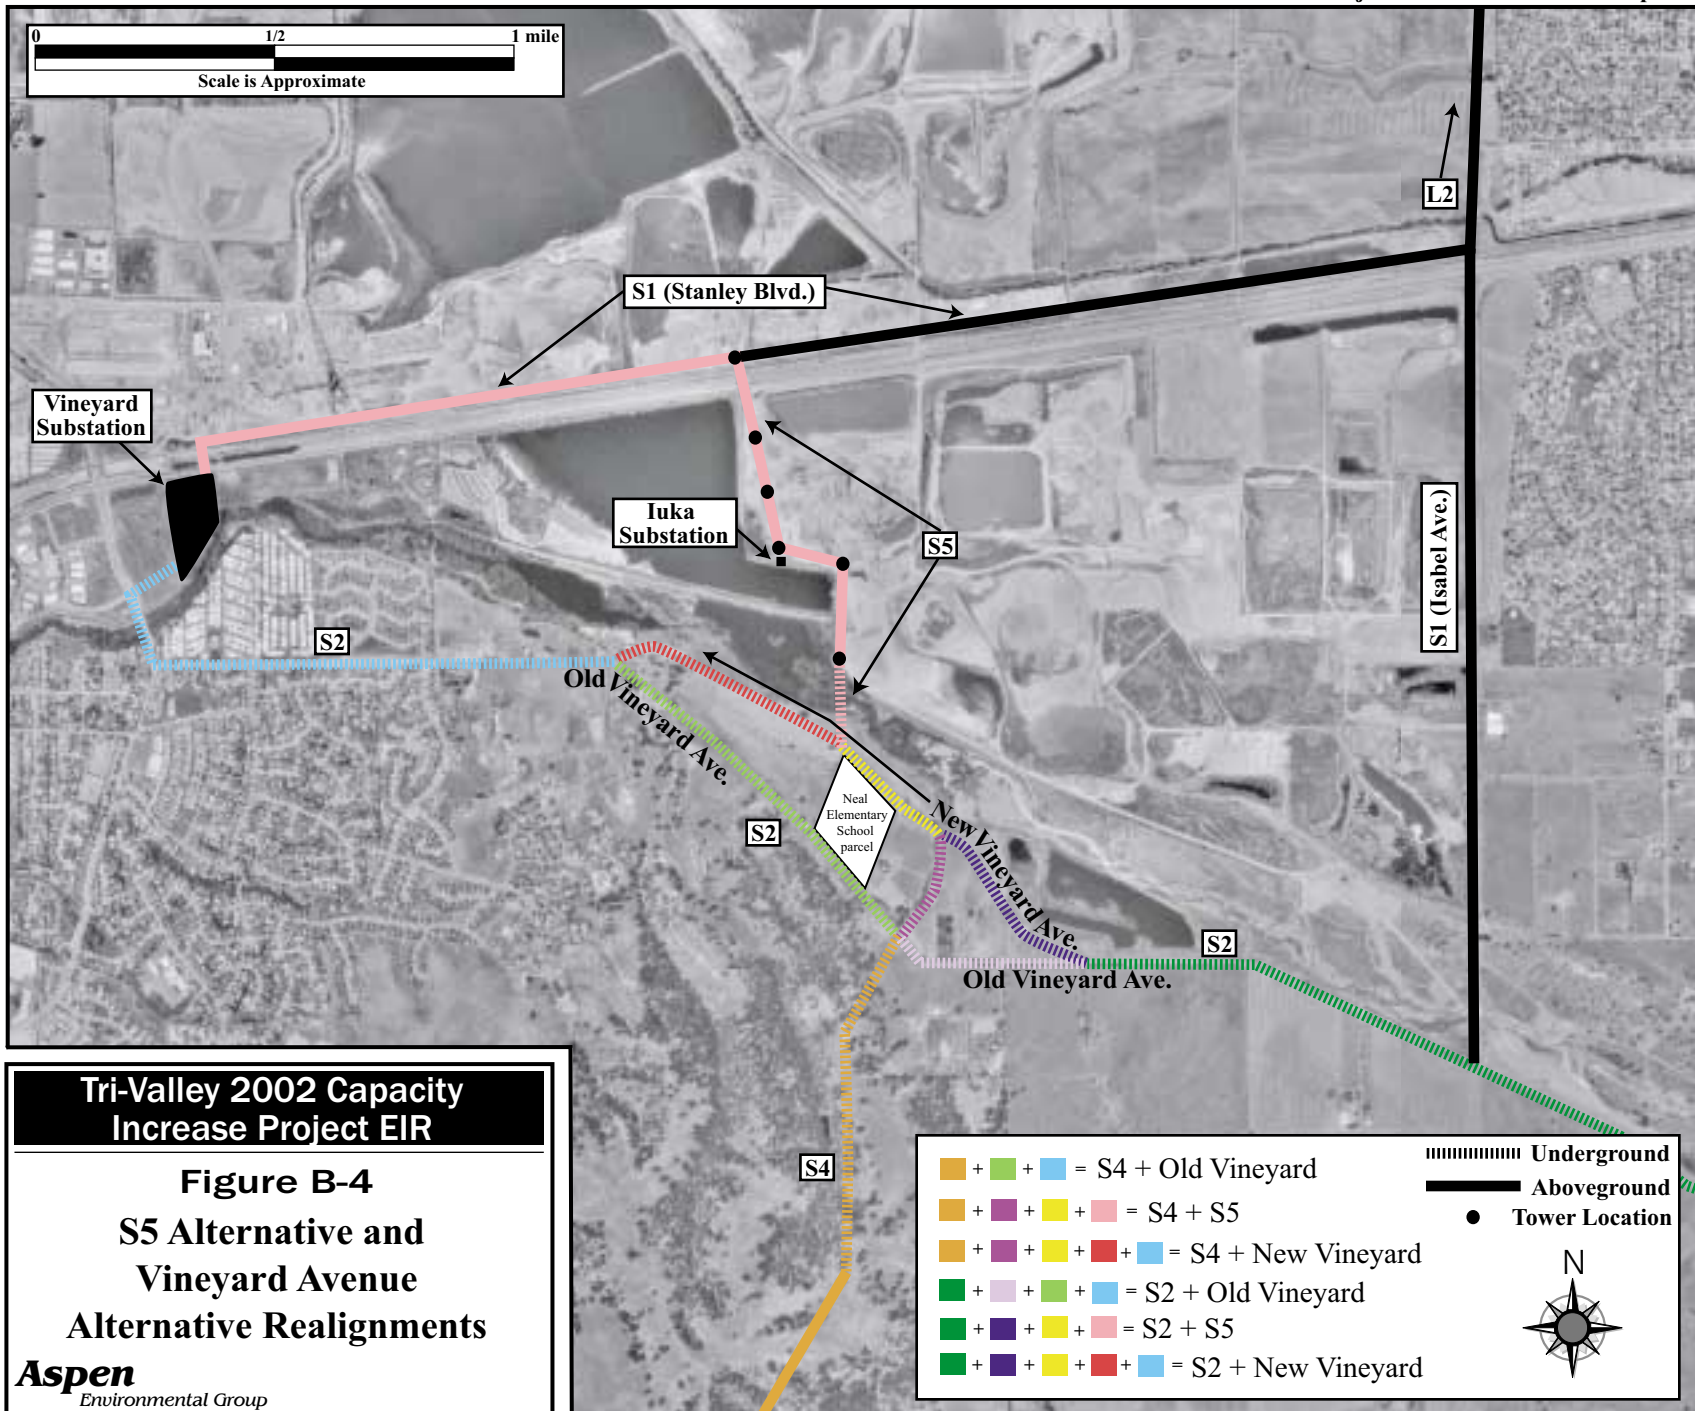 0 1/2 1 mile
Scale is Approximate
L2
S1 (Stanley Blvd.)
Vineyard
Substation
Iuka
Substation
S5
S1 (Isabel Ave.)
S2
Old Vineyard Ave.
Neal
Elementary
School
parcel
S2
New Vineyard Ave.
S2
Old Vineyard Ave.
S4
Tri-Valley 2002 Capacity
Increase Project EIR
Figure B-4
S5 Alternative and
Vineyard Avenue
Alternative Realignments
Aspen
Environmental Group
+ + = S4 + Old Vineyard
+ + + = S4 + S5
+ + + + = S4 + New Vineyard
+ + + = S2 + Old Vineyard
+ + + = S2 + S5
+ + + + = S2 + New Vineyard
Underground
Aboveground
Tower Location
N